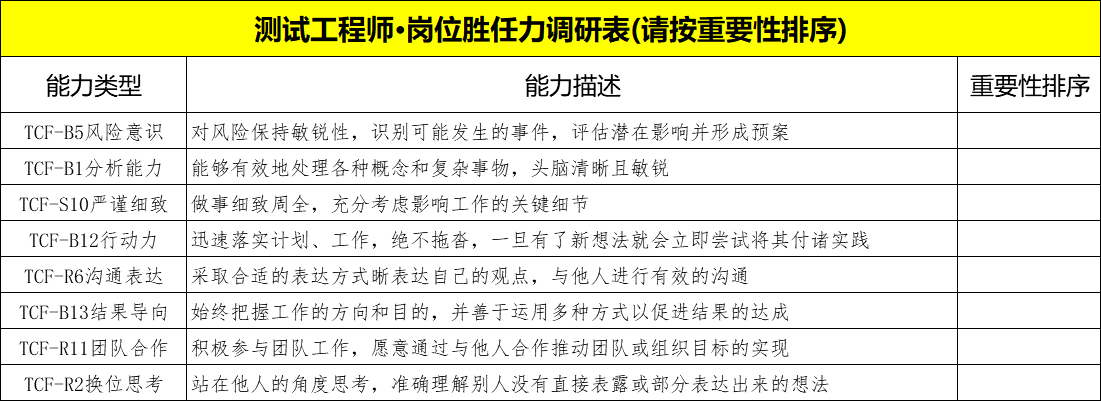 测试工程师·岗位胜任力调研表(请按重要性排序)
能力类型 能力描述 重要性排序
TCF-B5风险意识 对风险保持敏锐性，识别可能发生的事件，评估潜在影响并形成预案
TCF-B1分析能力 能够有效地处理各种概念和复杂事物，头脑清晰且敏锐
TCF-S10严谨细致 做事细致周全，充分考虑影响工作的关键细节
TCF-B12行动力 迅速落实计划、工作，绝不拖沓，一旦有了新想法就会立即尝试将其付诸实践
TCF-R6沟通表达 采取合适的表达方式晰表达自己的观点，与他人进行有效的沟通
TCF-B13结果导向 始终把握工作的方向和目的，并善于运用多种方式以促进结果的达成
TCF-R11团队合作 积极参与团队工作，愿意通过与他人合作推动团队或组织目标的实现
TCF-R2换位思考 站在他人的角度思考，准确理解别人没有直接表露或部分表达出来的想法